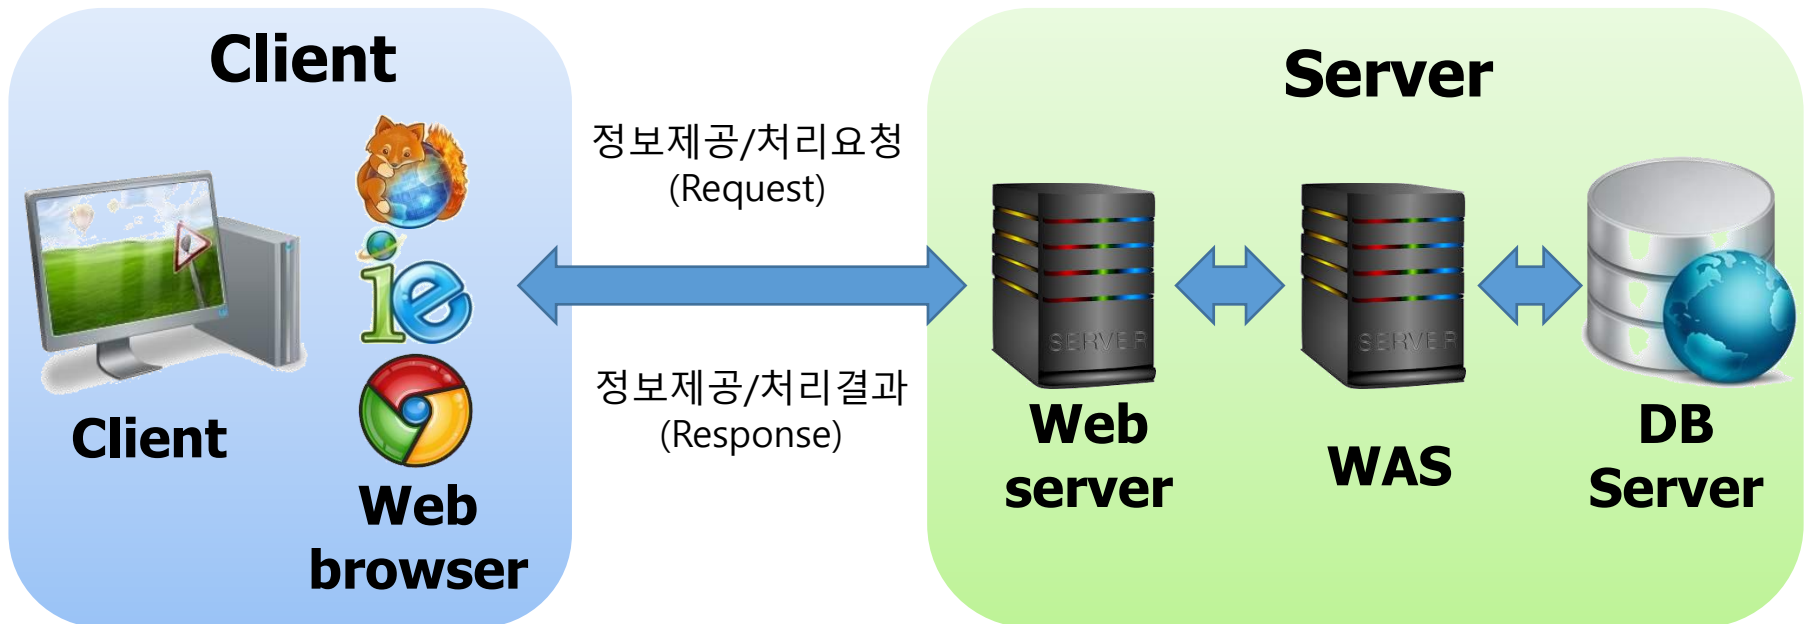 Client
Server
정보제공/처리요청
(Request)
SERVER
SERVER
정보제공/처리결과
(Response)
Client
Web
browser
Web
server
WAS
DB
Server